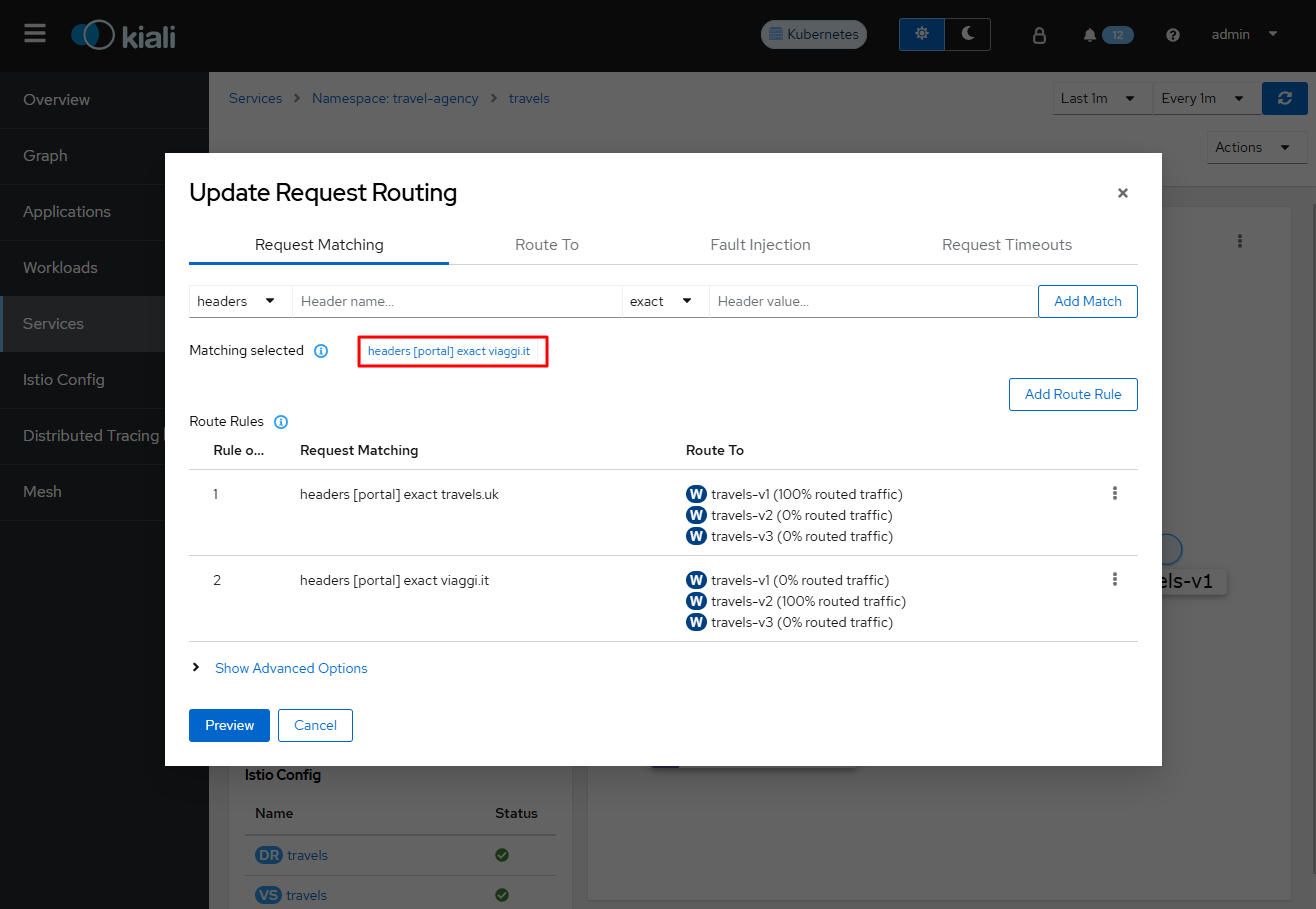 kiali
Kubernetes
12
admin
Overview
Graph
Applications
Workloads
Services
Istio Config
Distributed Tracing
Mesh
Services > Namespace: travel-agency > travels
Last 1m
Every 1m
Actions
Update Request Routing
Request Matching Route To Fault Injection Request Timeouts
headers Header name... exact Header value... Add Match
Matching selected headers [portal] exact viaggi.it
Add Route Rule
Route Rules
Rule o... Request Matching Route To
1 headers [portal] exact travels.uk W travels-v1 (100% routed traffic)
W travels-v2 (0% routed traffic)
W travels-v3 (0% routed traffic)
2 headers [portal] exact viaggi.it W travels-v1 (0% routed traffic)
W travels-v2 (100% routed traffic)
W travels-v3 (0% routed traffic)
Show Advanced Options
Preview Cancel
els-v1
Istio Config
Name Status
DR travels
VS travels